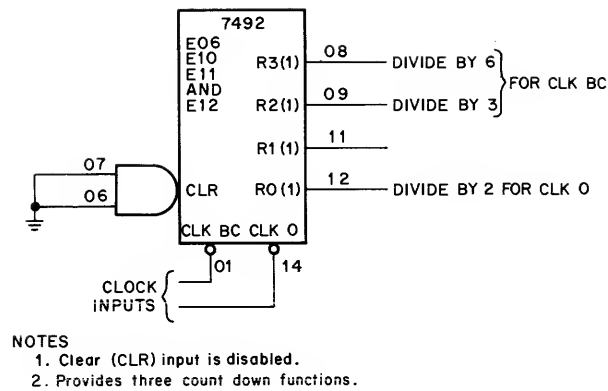 7492
E06
E10
E11
AND
E12
R3(1)
08
DIVIDE BY 6
R2(1)
09
DIVIDE BY 3
FOR CLK BC
R1(1)
11
R0(1)
12
DIVIDE BY 2 FOR CLK 0
07
06
CLR
CLK BC CLK 0
01
14
CLOCK
INPUTS
NOTES
1. Clear (CLR) input is disabled.
2. Provides three count down functions.